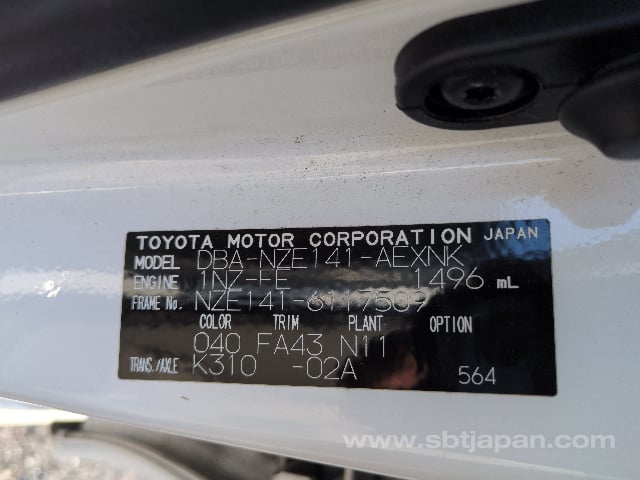 TOYOTA MOTOR CORPORATION JAPAN
MODEL DBA-NZE141-AEXNK
ENGINE 1NZ-FE 1496 mL
FRAME No. NZE141-6117509
COLOR TRIM PLANT OPTION
040 FA43 N11
TRANS./AXLE K310 -02A 564
www.sbtjapan.com